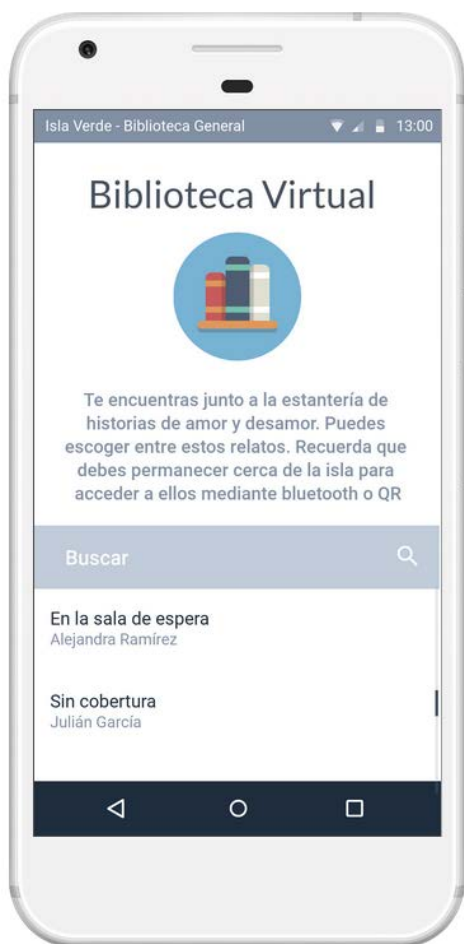 Isla Verde - Biblioteca General 13:00
Biblioteca Virtual
Te encuentras junto a la estantería de
historias de amor y desamor. Puedes
escoger entre estos relatos. Recuerda que
debes permanecer cerca de la isla para
acceder a ellos mediante bluetooth o QR
Buscar
En la sala de espera
Alejandra Ramírez
Sin cobertura
Julián García